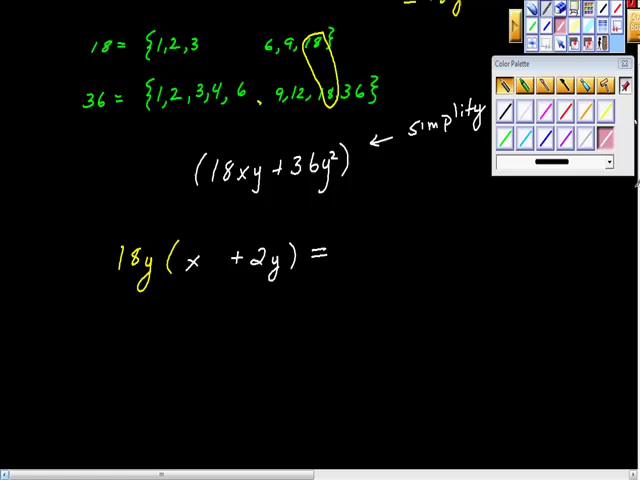 18 = {1,2,3 6,9,18}
36 = {1,2,3,4,6 . 9,12,18,36}
simplify
(18xy + 36y²)
18y ( x + 2y) =
Color Palette